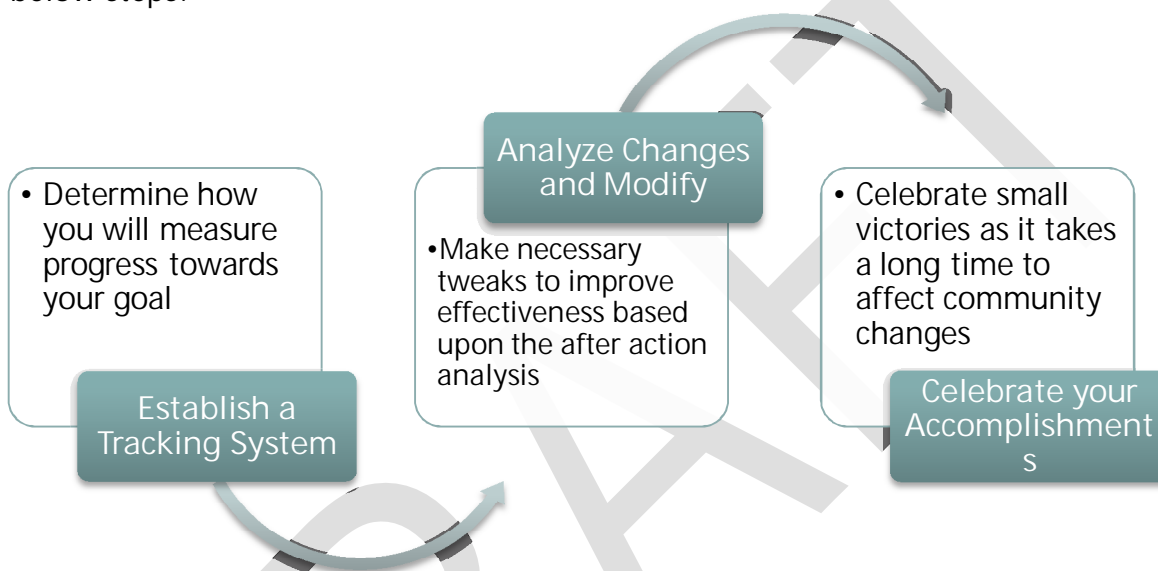 below steps.
• Determine how
you will measure
progress towards
your goal
Establish a
Tracking System
Analyze Changes
and Modify
•Make necessary
tweaks to improve
effectiveness based
upon the after action
analysis
• Celebrate small
victories as it takes
a long time to
affect community
changes
Celebrate your
Accomplishment
s